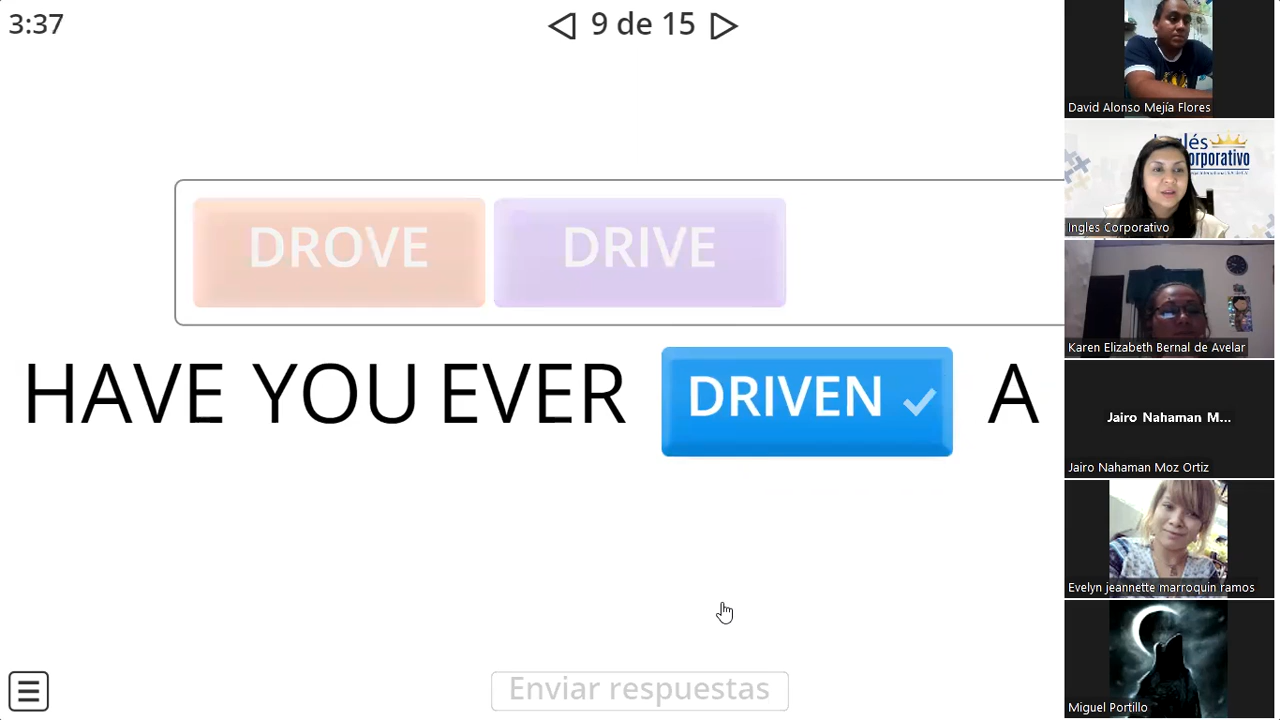 3:37
9 de 15
DROVE DRIVE
HAVE YOU EVER DRIVEN A
Enviar respuestas
David Alonso Mejía Flores
Inglés
orporativo
Ingles Corporativo
Karen Elizabeth Bernal de Avelar
Jairo Nahaman M...
Jairo Nahaman Moz Ortiz
Evelyn jeannette marroquin ramos
Miguel Portillo